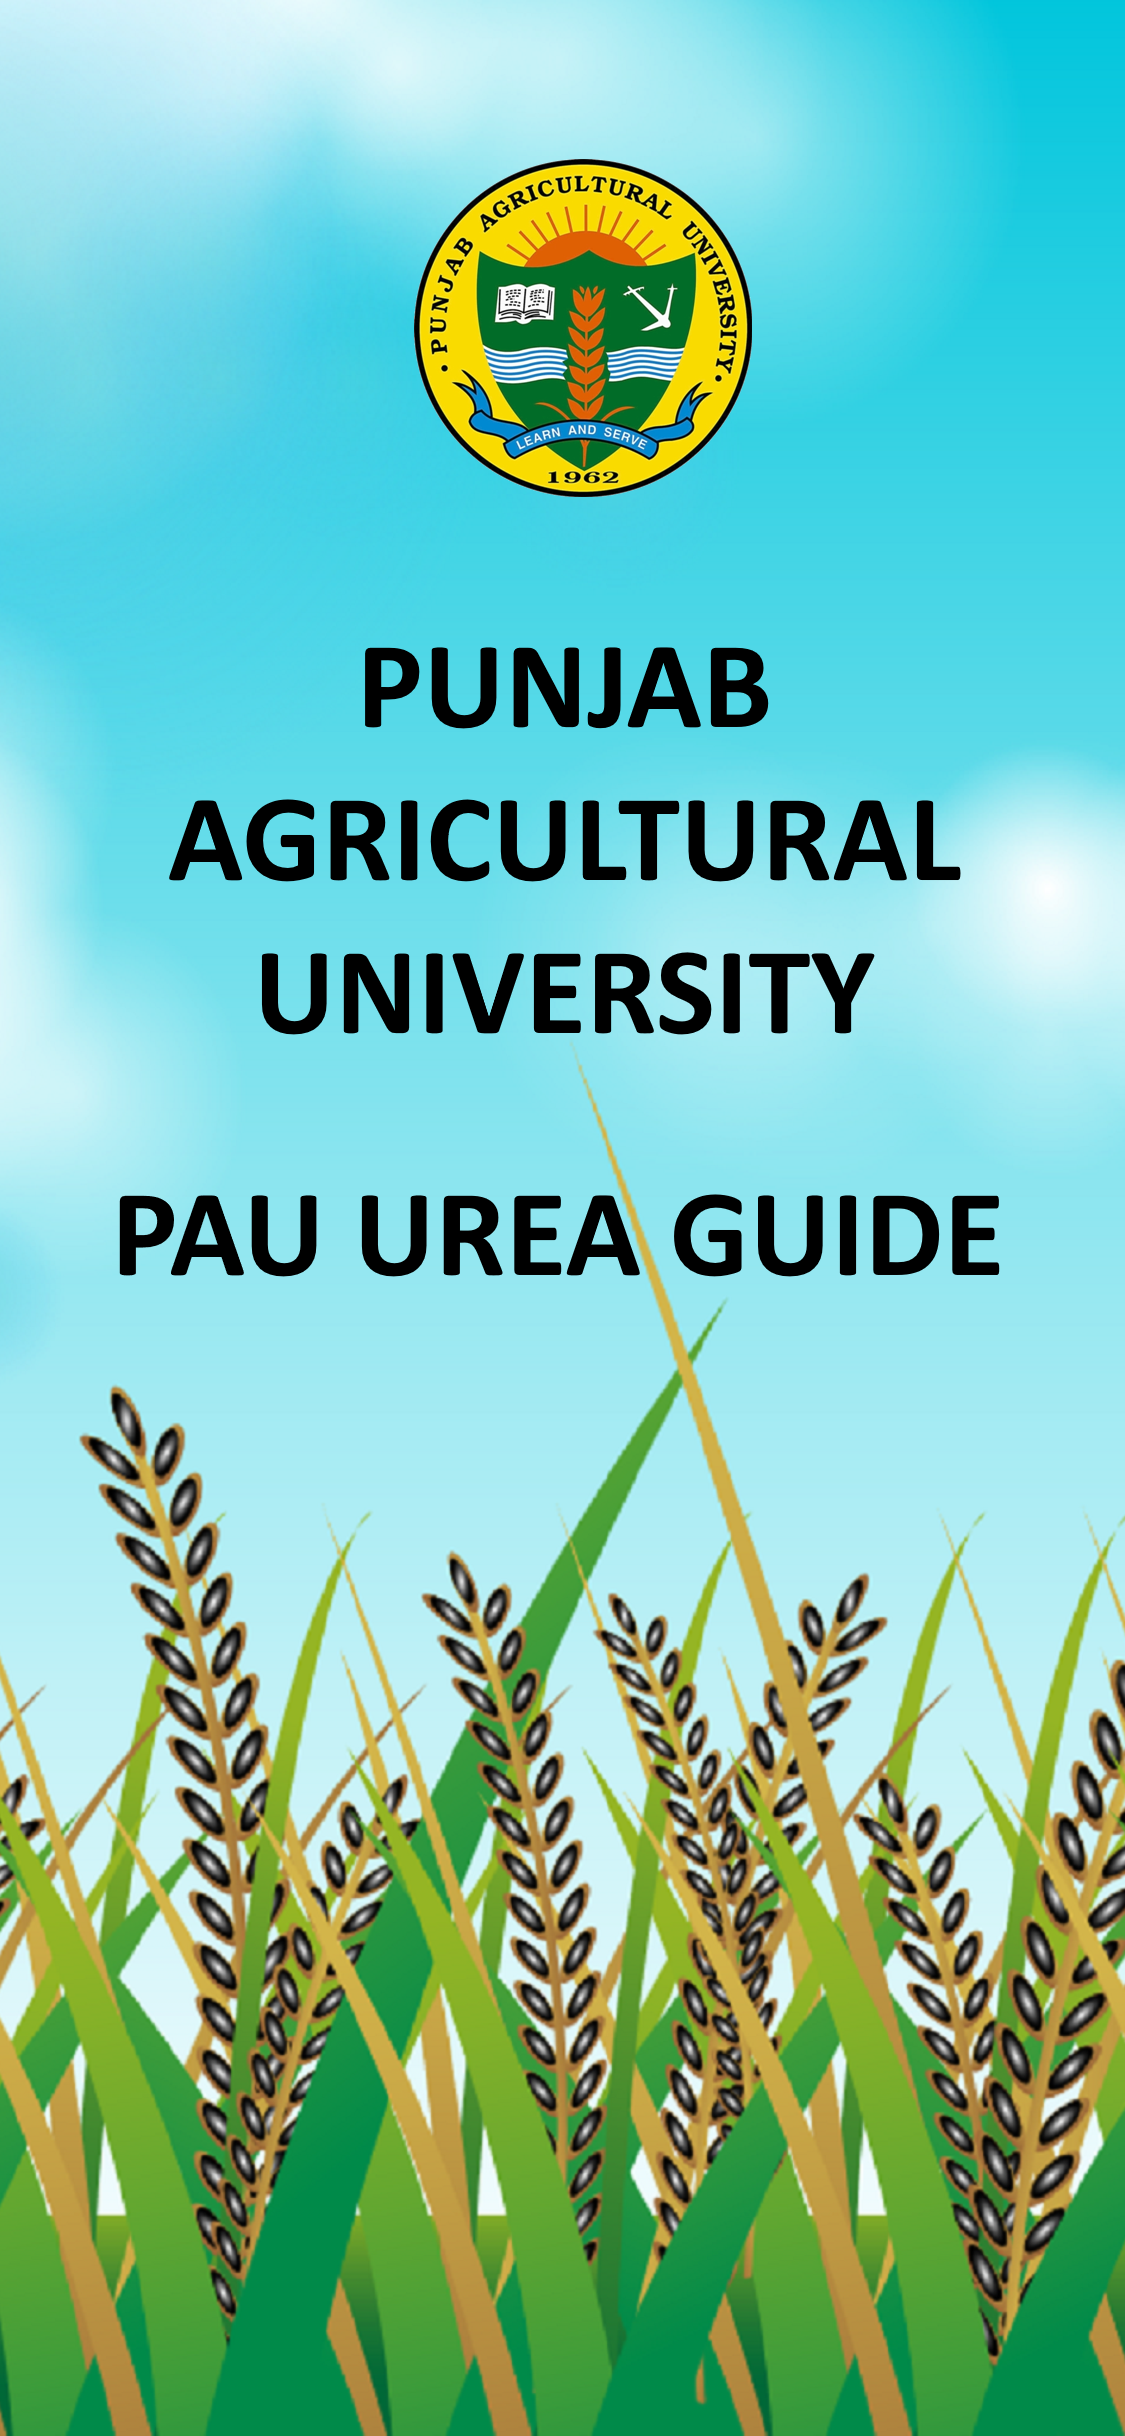 PUNJAB AGRICULTURAL UNIVERSITY
LEARN AND SERVE
1962
PUNJAB
AGRICULTURAL
UNIVERSITY
PAU UREA GUIDE